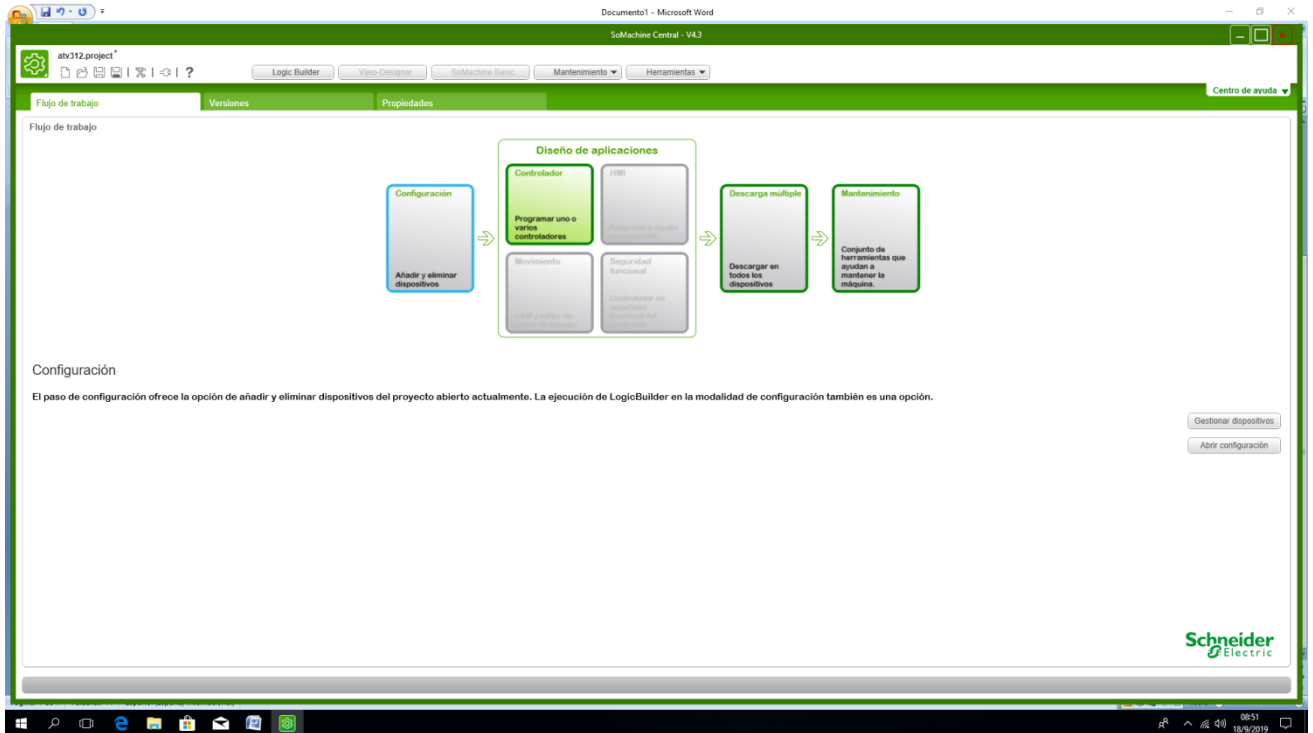 Documento1 - Microsoft Word
SoMachine Central - V4.3
atv312.project*
?
Logic Builder
Vijeo-Designer
SoMachine Basic
Mantenimiento
Herramientas
Centro de ayuda
Flujo de trabajo
Versiones
Propiedades
Flujo de trabajo
Diseño de aplicaciones
Configuración
Añadir y eliminar
dispositivos
Controlador
Programar uno o
varios
controladores
HMI
Movimiento
Seguridad
funcional
Controlador de
seguridad
Descarga múltiple
Descargar en
todos los
dispositivos
Mantenimiento
Conjunto de
herramientas que
ayudan a
mantener la
máquina.
Configuración
El paso de configuración ofrece la opción de añadir y eliminar dispositivos del proyecto abierto actualmente. La ejecución de LogicBuilder en la modalidad de configuración también es una opción.
Gestionar dispositivos
Abrir configuración
Schneider
Electric
08:51
18/9/2019